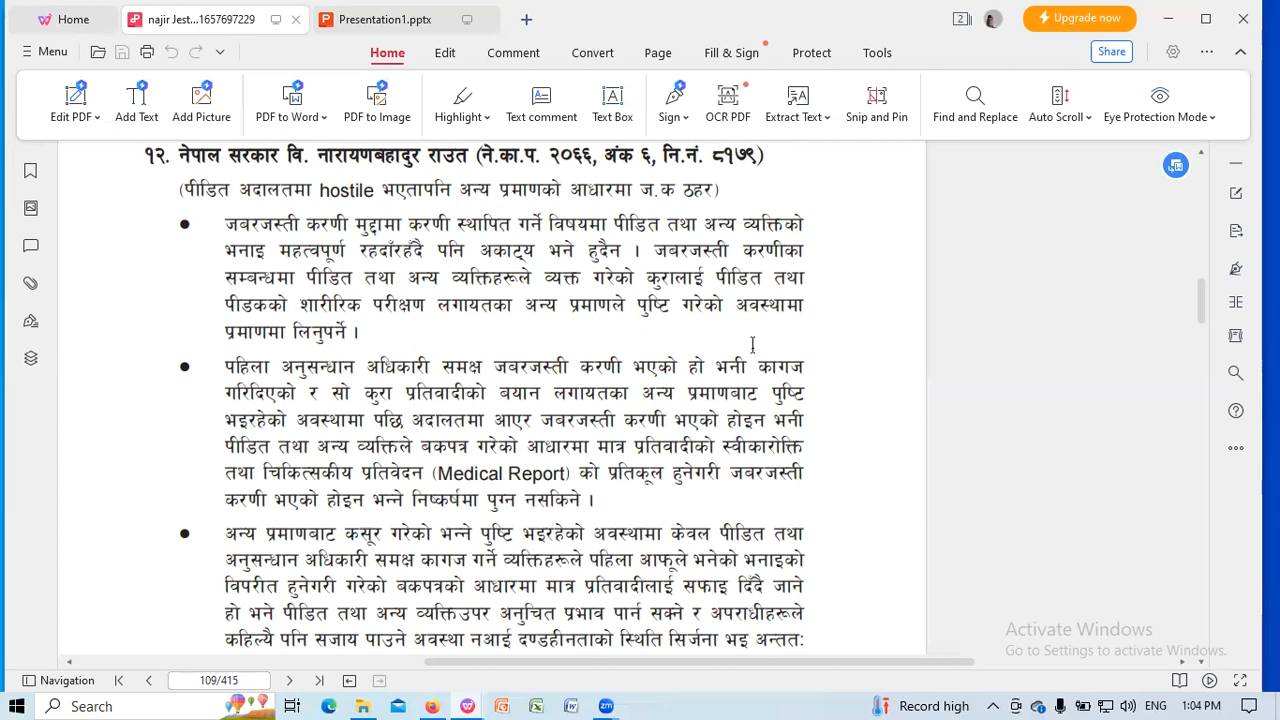 Home
najir Jest...1657697229
Presentation1.pptx
2
Upgrade now
Menu
Home
Edit
Comment
Convert
Page
Fill & Sign
Protect
Tools
Share
Edit PDF
Add Text
Add Picture
PDF to Word
PDF to Image
Highlight
Text comment
Text Box
Sign
OCR PDF
Extract Text
Snip and Pin
Find and Replace
Auto Scroll
Eye Protection Mode
१२. नेपाल सरकार वि. नारायणबहादुर राउत (ने.का.प. २०६६, अंक ६, नि.नं. ८१७९)
(पीडित अदालतमा hostile भएतापनि अन्य प्रमाणको आधारमा ज.क ठहर)
● जबरजस्ती करणी मुद्दामा करणी स्थापित गर्ने विषयमा पीडित तथा अन्य व्यक्तिको
भनाइ महत्वपूर्ण रहदाँरहँदै पनि अकाट्य भने हुदैन । जबरजस्ती करणीका
सम्बन्धमा पीडित तथा अन्य व्यक्तिहरूले व्यक्त गरेको कुरालाई पीडित तथा
पीडकको शारीरिक परीक्षण लगायतका अन्य प्रमाणले पुष्टि गरेको अवस्थामा
प्रमाणमा लिनुपर्ने ।
● पहिला अनुसन्धान अधिकारी समक्ष जबरजस्ती करणी भएको हो भनी कागज
गरिदिएको र सो कुरा प्रतिवादीको बयान लगायतका अन्य प्रमाणबाट पुष्टि
भइरहेको अवस्थामा पछि अदालतमा आएर जबरजस्ती करणी भएको होइन भनी
पीडित तथा अन्य व्यक्तिले बकपत्र गरेको आधारमा मात्र प्रतिवादीको स्वीकारोक्ति
तथा चिकित्सकीय प्रतिवेदन (Medical Report) को प्रतिकूल हुनेगरी जबरजस्ती
करणी भएको होइन भन्ने निष्कर्षमा पुग्न नसकिने ।
● अन्य प्रमाणबाट कसूर गरेको भन्ने पुष्टि भइरहेको अवस्थामा केवल पीडित तथा
अनुसन्धान अधिकारी समक्ष कागज गर्ने व्यक्तिहरूले पहिला आफूले भनेको भनाइको
विपरीत हुनेगरी गरेको बकपत्रको आधारमा मात्र प्रतिवादीलाई सफाइ दिँदै जाने
हो भने पीडित तथा अन्य व्यक्तिउपर अनुचित प्रभाव पार्न सक्ने र अपराधीहरूले
कहिल्यै पनि सजाय पाउने अवस्था नआई दण्डहीनताको स्थिति सिर्जना भइ अन्तत:
Activate Windows
Go to Settings to activate Windows.
Navigation
109/415
Search
Record high
ENG
1:04 PM